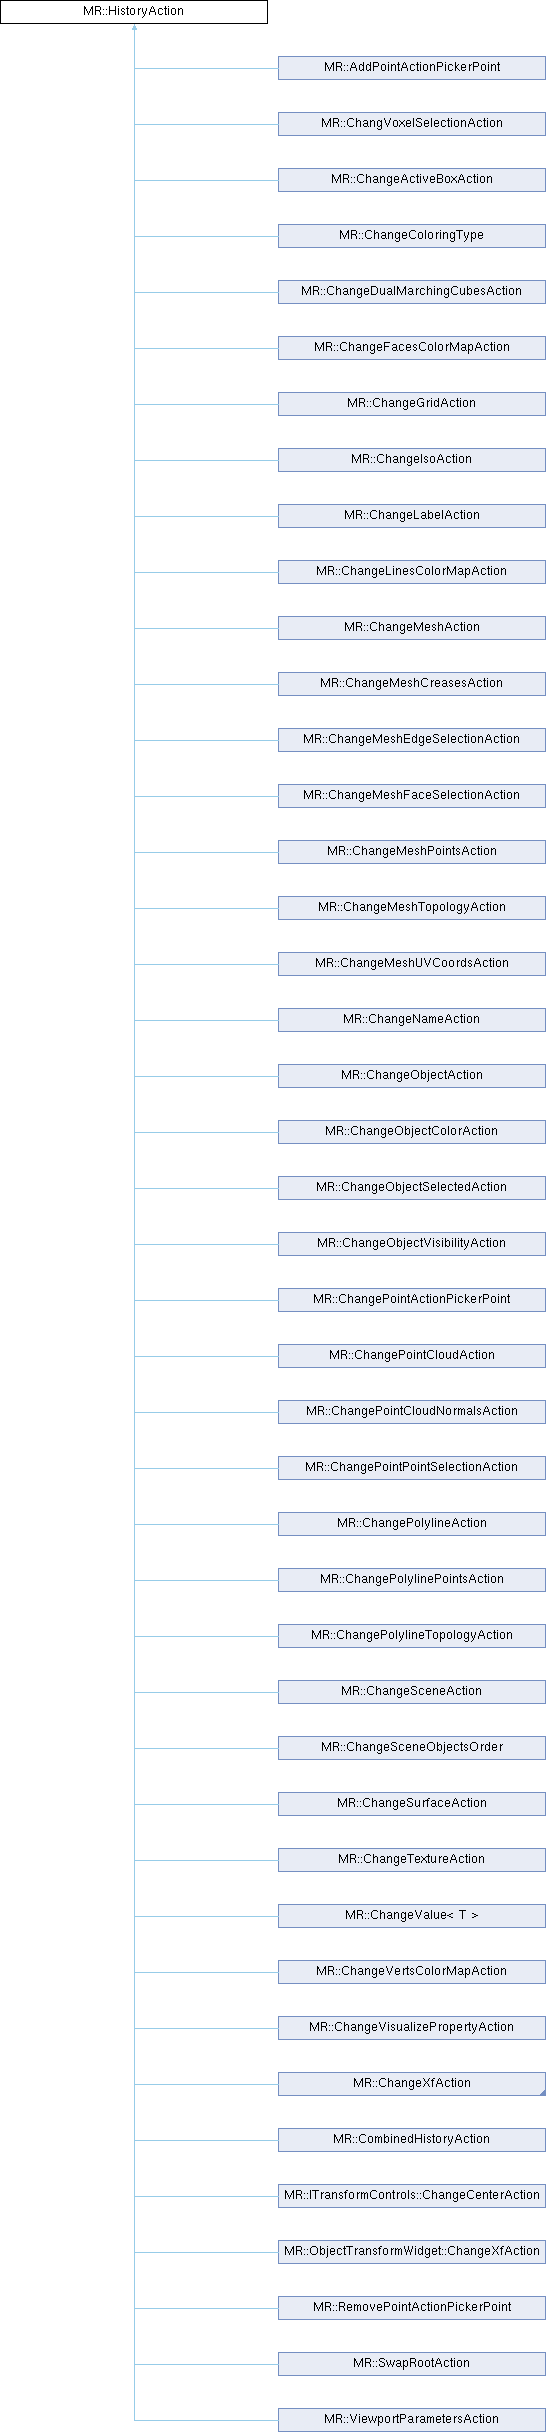 MR::HistoryAction
MR::AddPointActionPickerPoint
MR::ChangVoxelSelectionAction
MR::ChangeActiveBoxAction
MR::ChangeColoringType
MR::ChangeDualMarchingCubesAction
MR::ChangeFacesColorMapAction
MR::ChangeGridAction
MR::ChangeIsoAction
MR::ChangeLabelAction
MR::ChangeLinesColorMapAction
MR::ChangeMeshAction
MR::ChangeMeshCreasesAction
MR::ChangeMeshEdgeSelectionAction
MR::ChangeMeshFaceSelectionAction
MR::ChangeMeshPointsAction
MR::ChangeMeshTopologyAction
MR::ChangeMeshUVCoordsAction
MR::ChangeNameAction
MR::ChangeObjectAction
MR::ChangeObjectColorAction
MR::ChangeObjectSelectedAction
MR::ChangeObjectVisibilityAction
MR::ChangePointActionPickerPoint
MR::ChangePointCloudAction
MR::ChangePointCloudNormalsAction
MR::ChangePointPointSelectionAction
MR::ChangePolylineAction
MR::ChangePolylinePointsAction
MR::ChangePolylineTopologyAction
MR::ChangeSceneAction
MR::ChangeSceneObjectsOrder
MR::ChangeSurfaceAction
MR::ChangeTextureAction
MR::ChangeValue< T >
MR::ChangeVertsColorMapAction
MR::ChangeVisualizePropertyAction
MR::ChangeXfAction
MR::CombinedHistoryAction
MR::ITransformControls::ChangeCenterAction
MR::ObjectTransformWidget::ChangeXfAction
MR::RemovePointActionPickerPoint
MR::SwapRootAction
MR::ViewportParametersAction